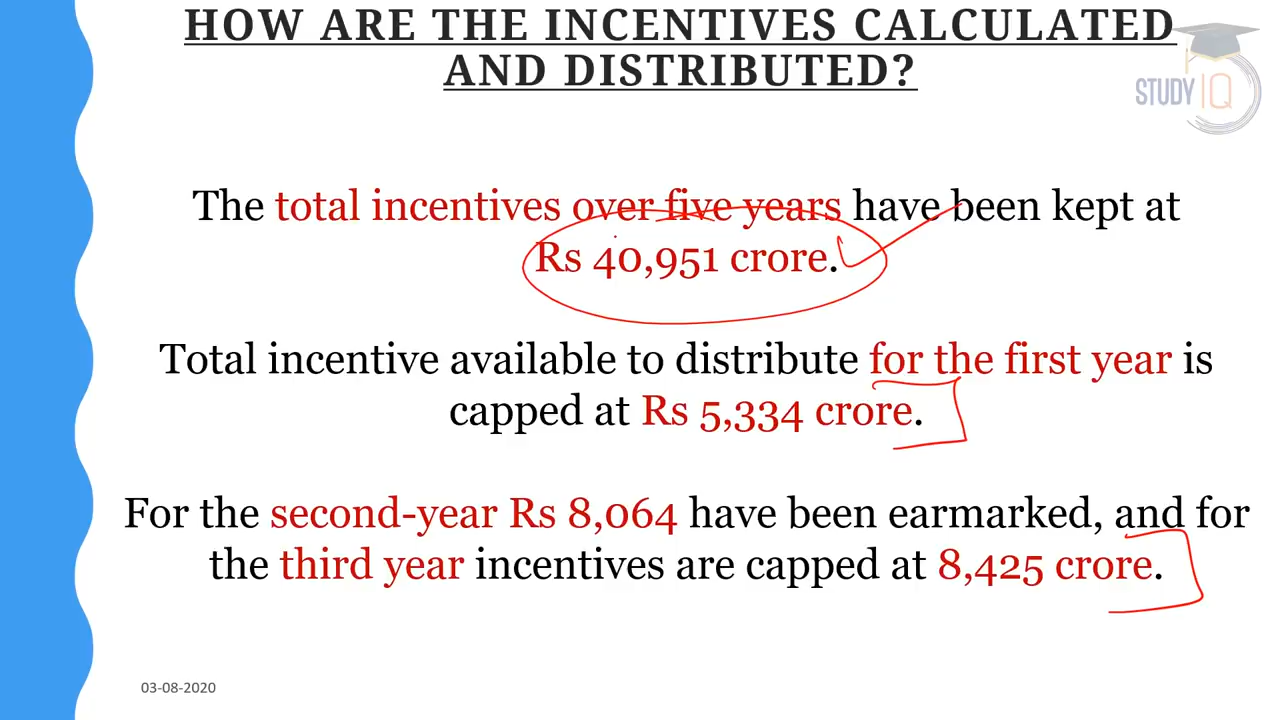 HOW ARE THE INCENTIVES CALCULATED
AND DISTRIBUTED?
STUDY IQ
The total incentives over five years have been kept at
Rs 40,951 crore.
Total incentive available to distribute for the first year is
capped at Rs 5,334 crore.
For the second-year Rs 8,064 have been earmarked, and for
the third year incentives are capped at 8,425 crore.
03-08-2020